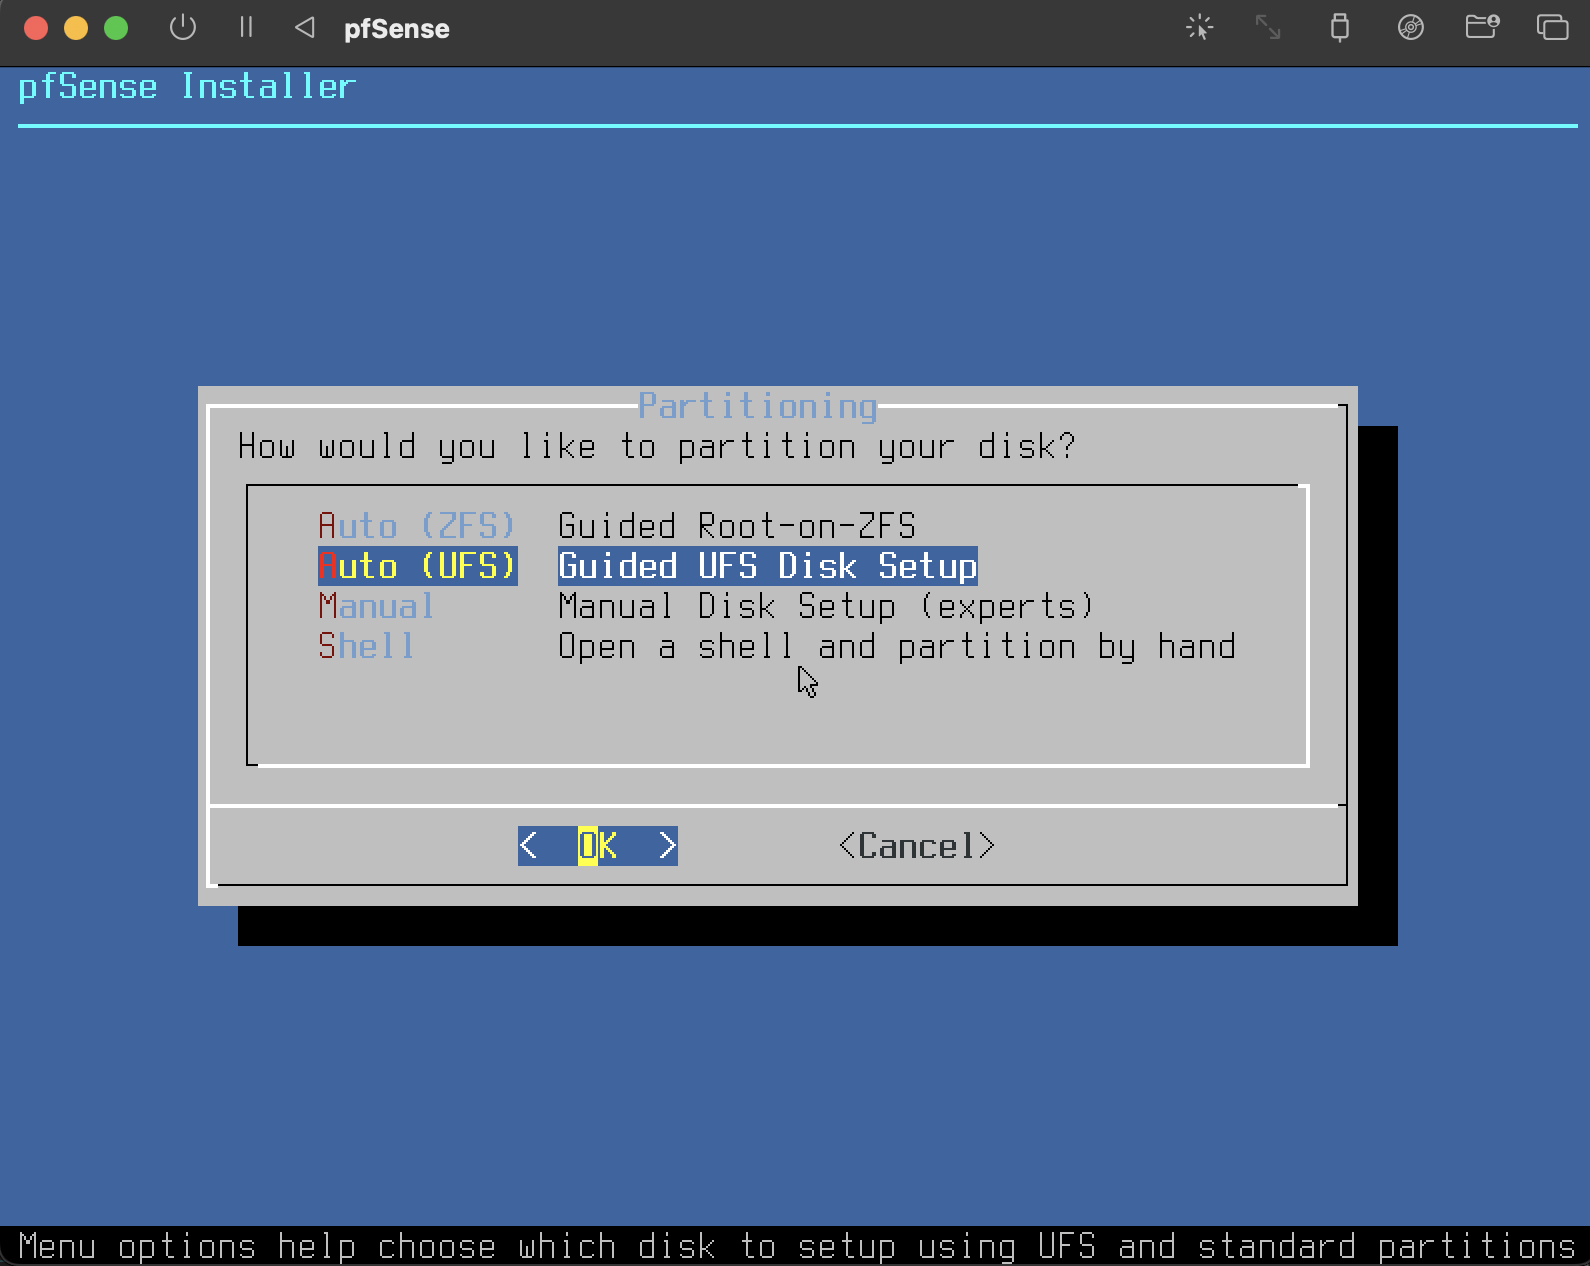 pfSense
pfSense Installer
Partitioning
How would you like to partition your disk?
Auto (ZFS) Guided Root-on-ZFS
Auto (UFS) Guided UFS Disk Setup
Manual Manual Disk Setup (experts)
Shell Open a shell and partition by hand
< OK > <Cancel>
Menu options help choose which disk to setup using UFS and standard partitions